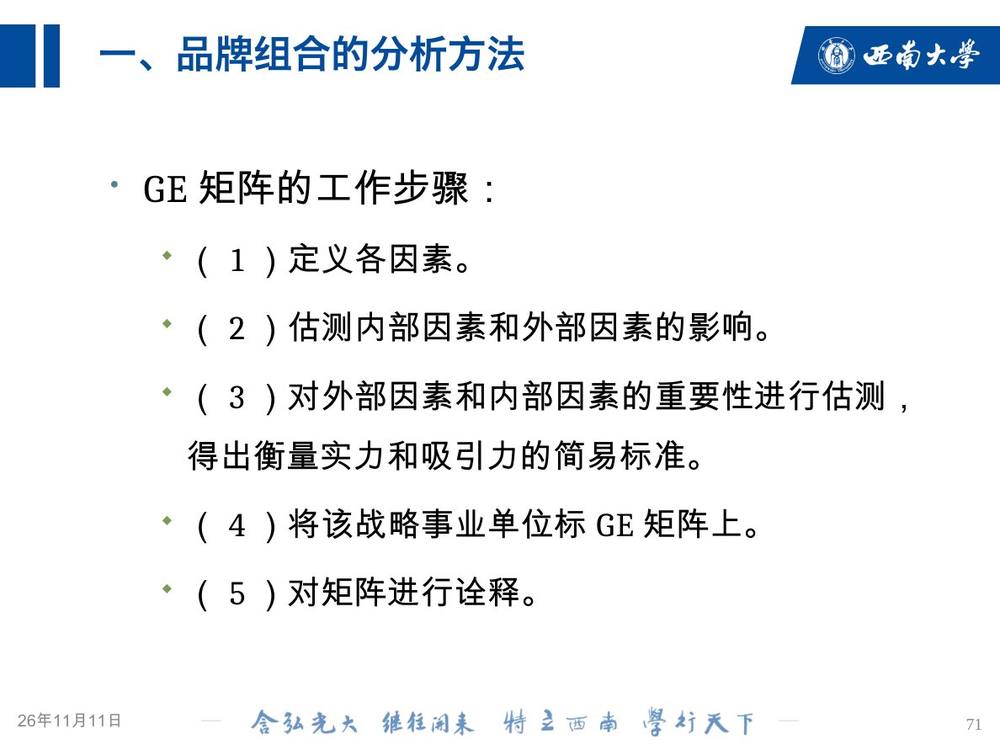 一、品牌组合的分析方法
西南大学
GE 矩阵的工作步骤：
（ 1 ）定义各因素。
（ 2 ）估测内部因素和外部因素的影响。
（ 3 ）对外部因素和内部因素的重要性进行估测，
得出衡量实力和吸引力的简易标准。
（ 4 ）将该战略事业单位标 GE 矩阵上。
（ 5 ）对矩阵进行诠释。
26年11月11日
含弘光大 继往开来 特立西南 学行天下
71